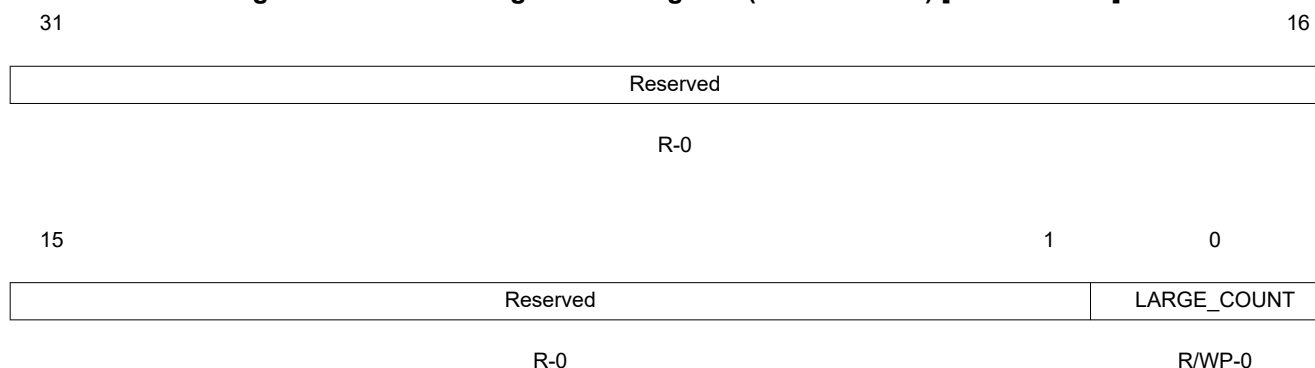 31 16
Reserved
R-0
15 1 0
Reserved LARGE_COUNT
R-0 R/WP-0